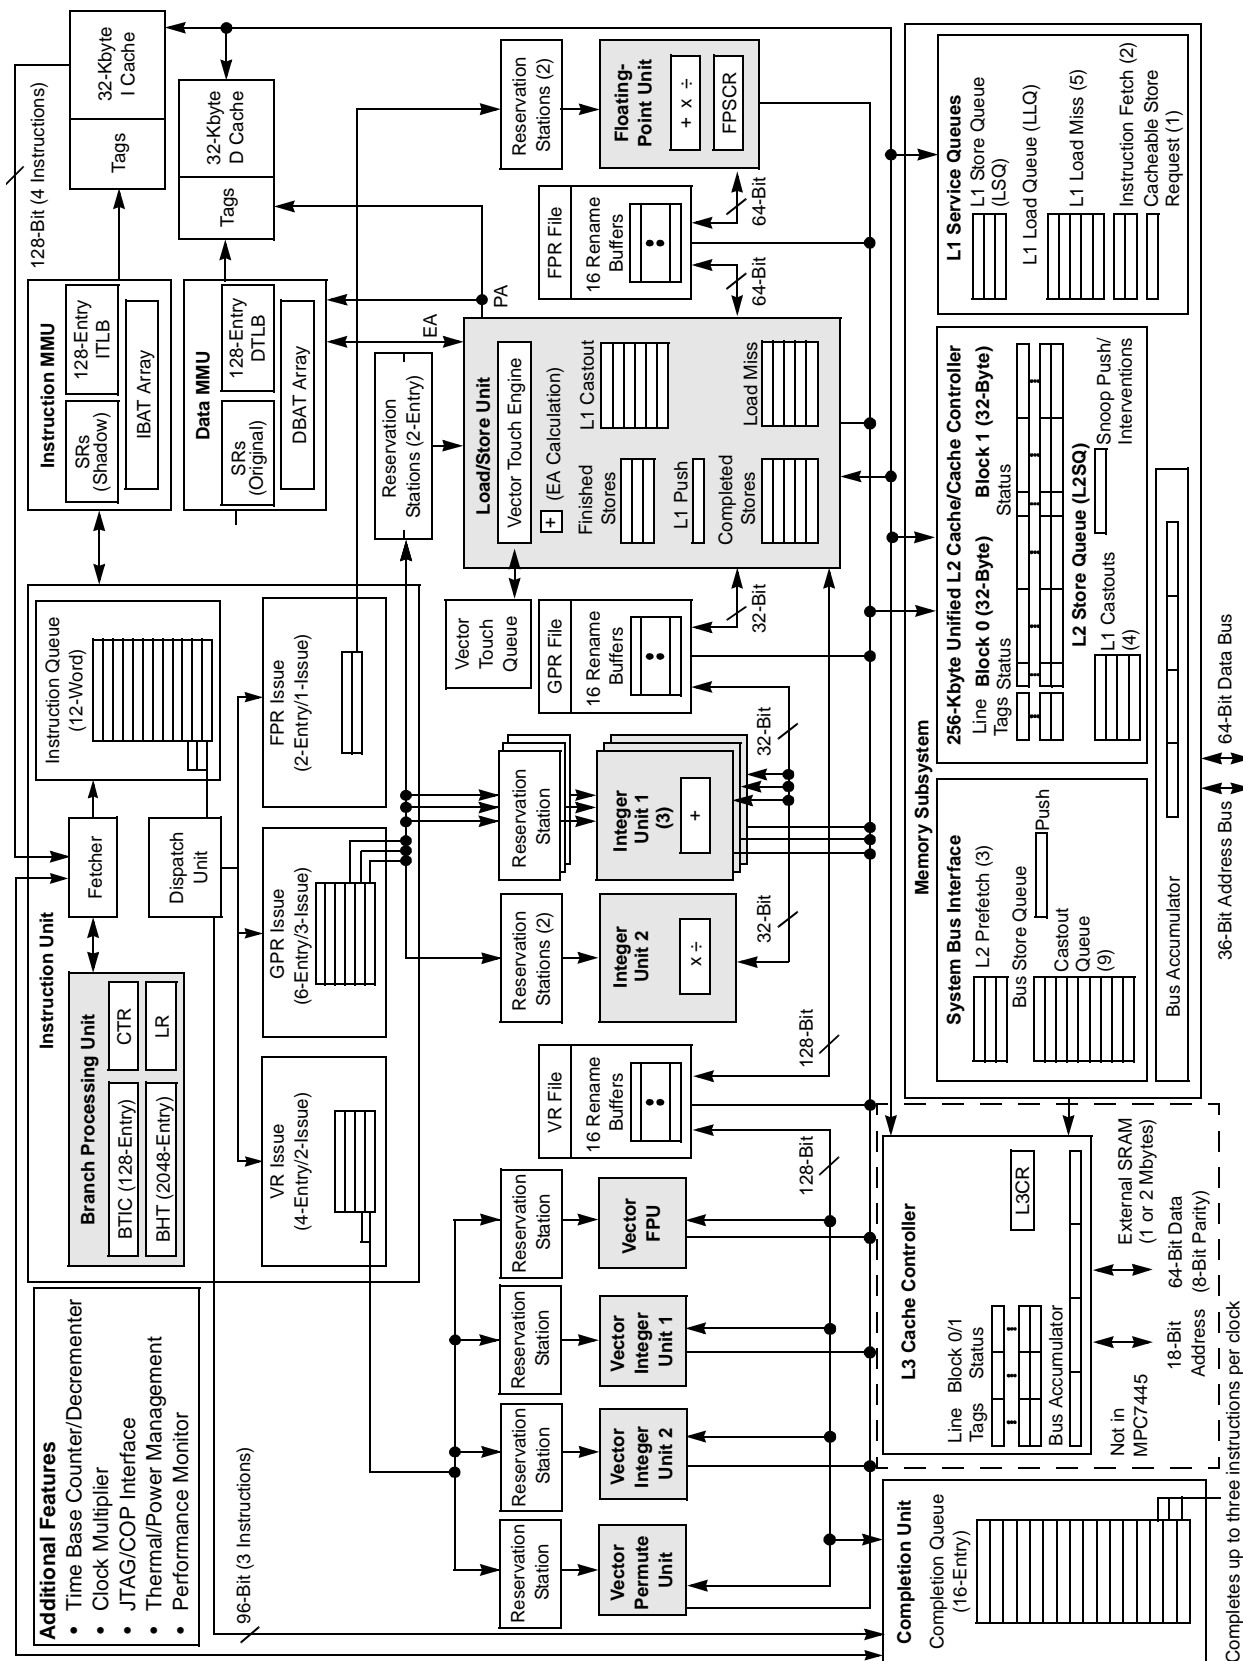 Additional Features
• Time Base Counter/Decrementer
• Clock Multiplier
• JTAG/COP Interface
• Thermal/Power Management
• Performance Monitor
Instruction Unit
Branch Processing Unit
BTIC (128-Entry)
CTR
BHT (2048-Entry)
LR
Fetcher
Instruction Queue
(12-Word)
Dispatch
Unit
96-Bit (3 Instructions)
VR Issue
(4-Entry/2-Issue)
GPR Issue
(6-Entry/3-Issue)
FPR Issue
(2-Entry/1-Issue)
Instruction MMU
SRs
(Shadow)
128-Entry
ITLB
IBAT Array
128-Bit (4 Instructions)
Tags
32-Kbyte
I Cache
Data MMU
SRs
(Original)
128-Entry
DTLB
DBAT Array
Tags
32-Kbyte
D Cache
EA
PA
Reservation
Stations (2-Entry)
Reservation
Station
Reservation
Station
Reservation
Station
Reservation
Station
Vector
Permute
Unit
Vector
Integer
Unit 2
Vector
Integer
Unit 1
Vector
FPU
VR File
16 Rename
Buffers
128-Bit
128-Bit
Reservation
Stations (2)
Integer
Unit 2
x ÷
32-Bit
Reservation
Station
Integer
Unit 1
(3)
+
32-Bit
Vector
Touch
Queue
GPR File
16 Rename
Buffers
32-Bit
Load/Store Unit
Vector Touch Engine
+
(EA Calculation)
Finished
Stores
L1 Castout
L1 Push
Completed
Stores
Load Miss
FPR File
16 Rename
Buffers
64-Bit
64-Bit
Reservation
Stations (2)
Floating-
Point Unit
+ x ÷
FPSCR
Completion Unit
Completion Queue
(16-Entry)
Completes up to three instructions per clock
L3 Cache Controller
Line
Tags
Block 0/1
Status
L3CR
Bus Accumulator
Not in
MPC7445
18-Bit
Address
64-Bit Data
(8-Bit Parity)
External SRAM
(1 or 2 Mbytes)
Memory Subsystem
System Bus Interface
L2 Prefetch (3)
Bus Store Queue
Castout
Queue
(9)
Push
Bus Accumulator
256-Kbyte Unified L2 Cache/Cache Controller
Line
Tags
Block 0 (32-Byte)
Status
Block 1 (32-Byte)
Status
L2 Store Queue (L2SQ)
L1 Castouts
(4)
Snoop Push/
Interventions
L1 Service Queues
L1 Store Queue
(LSQ)
L1 Load Queue (LLQ)
L1 Load Miss (5)
Instruction Fetch (2)
Cacheable Store
Request (1)
36-Bit Address Bus
64-Bit Data Bus